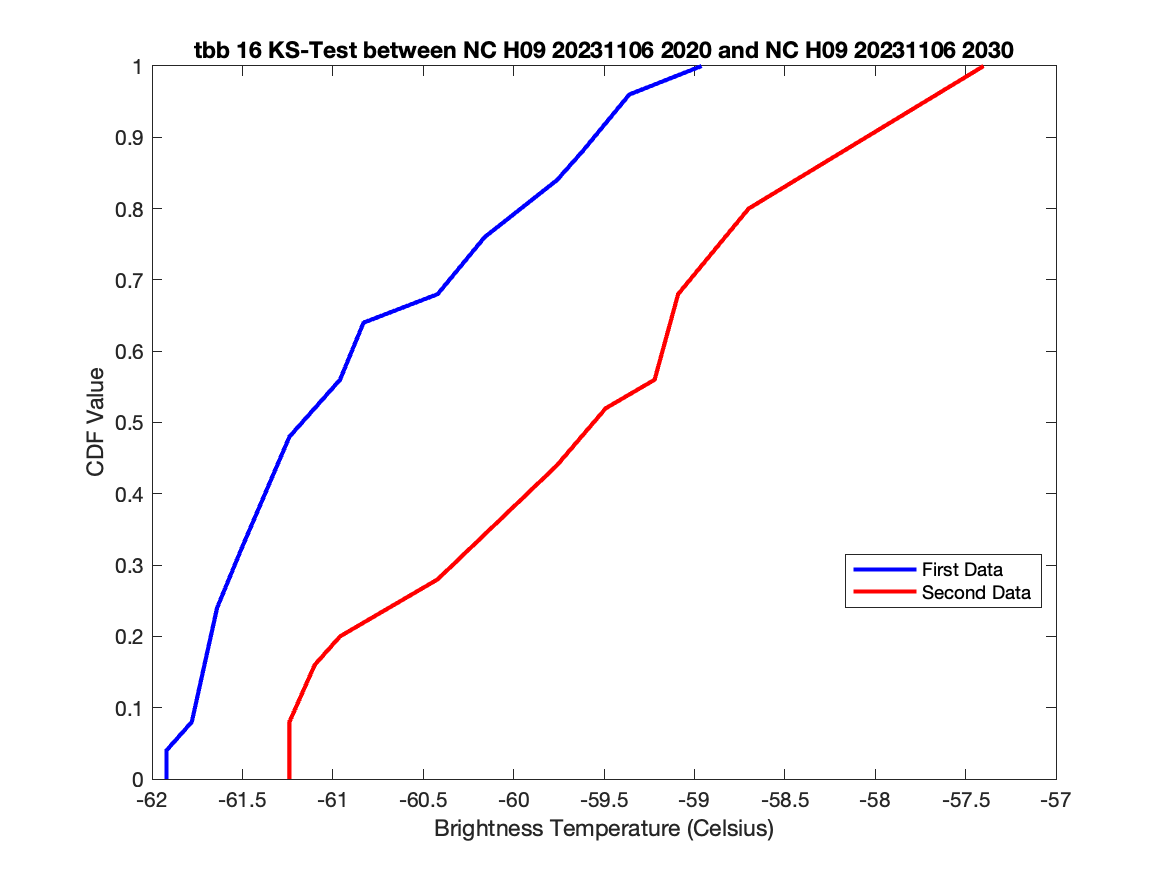 tbb 16 KS-Test between NC H09 20231106 2020 and NC H09 20231106 2030
1
0.9
0.8
0.7
0.6
0.5
0.4
0.3
0.2
0.1
0
CDF Value
First Data
Second Data
-62 -61.5 -61 -60.5 -60 -59.5 -59 -58.5 -58 -57.5 -57
Brightness Temperature (Celsius)